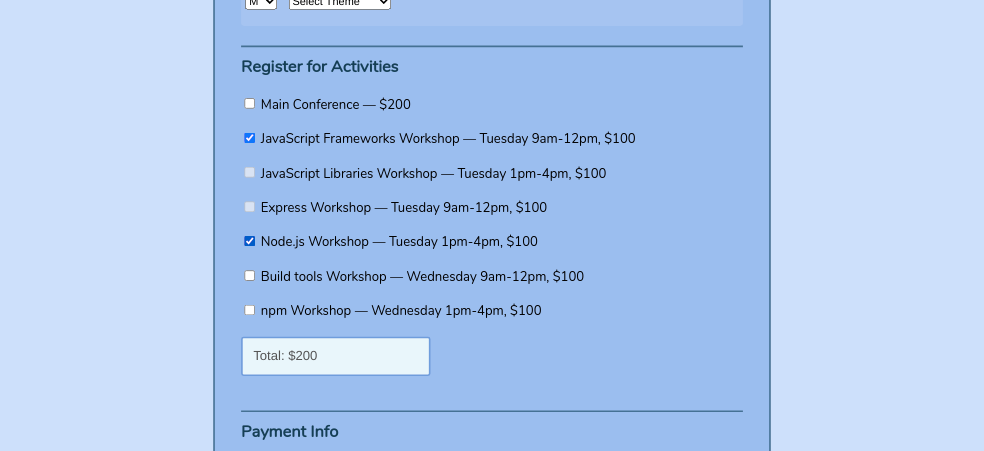 M Select Theme
Register for Activities
Main Conference — $200
JavaScript Frameworks Workshop — Tuesday 9am-12pm, $100
JavaScript Libraries Workshop — Tuesday 1pm-4pm, $100
Express Workshop — Tuesday 9am-12pm, $100
Node.js Workshop — Tuesday 1pm-4pm, $100
Build tools Workshop — Wednesday 9am-12pm, $100
npm Workshop — Wednesday 1pm-4pm, $100
Total: $200
Payment Info